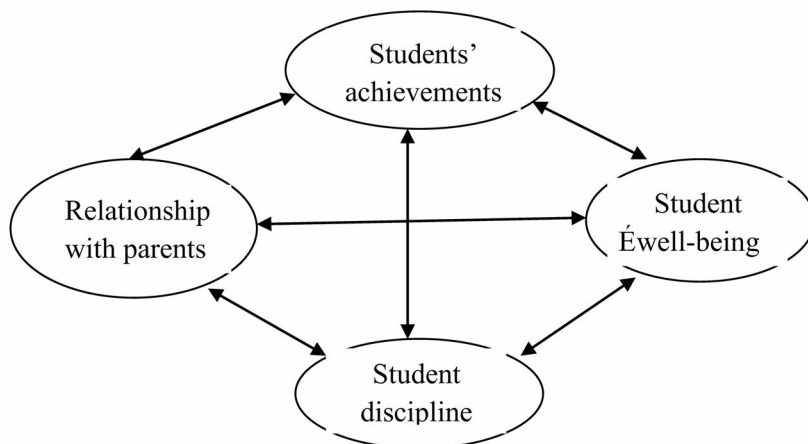 Students’
achievements
Relationship
with parents
Student
Éwell-being
Student
discipline